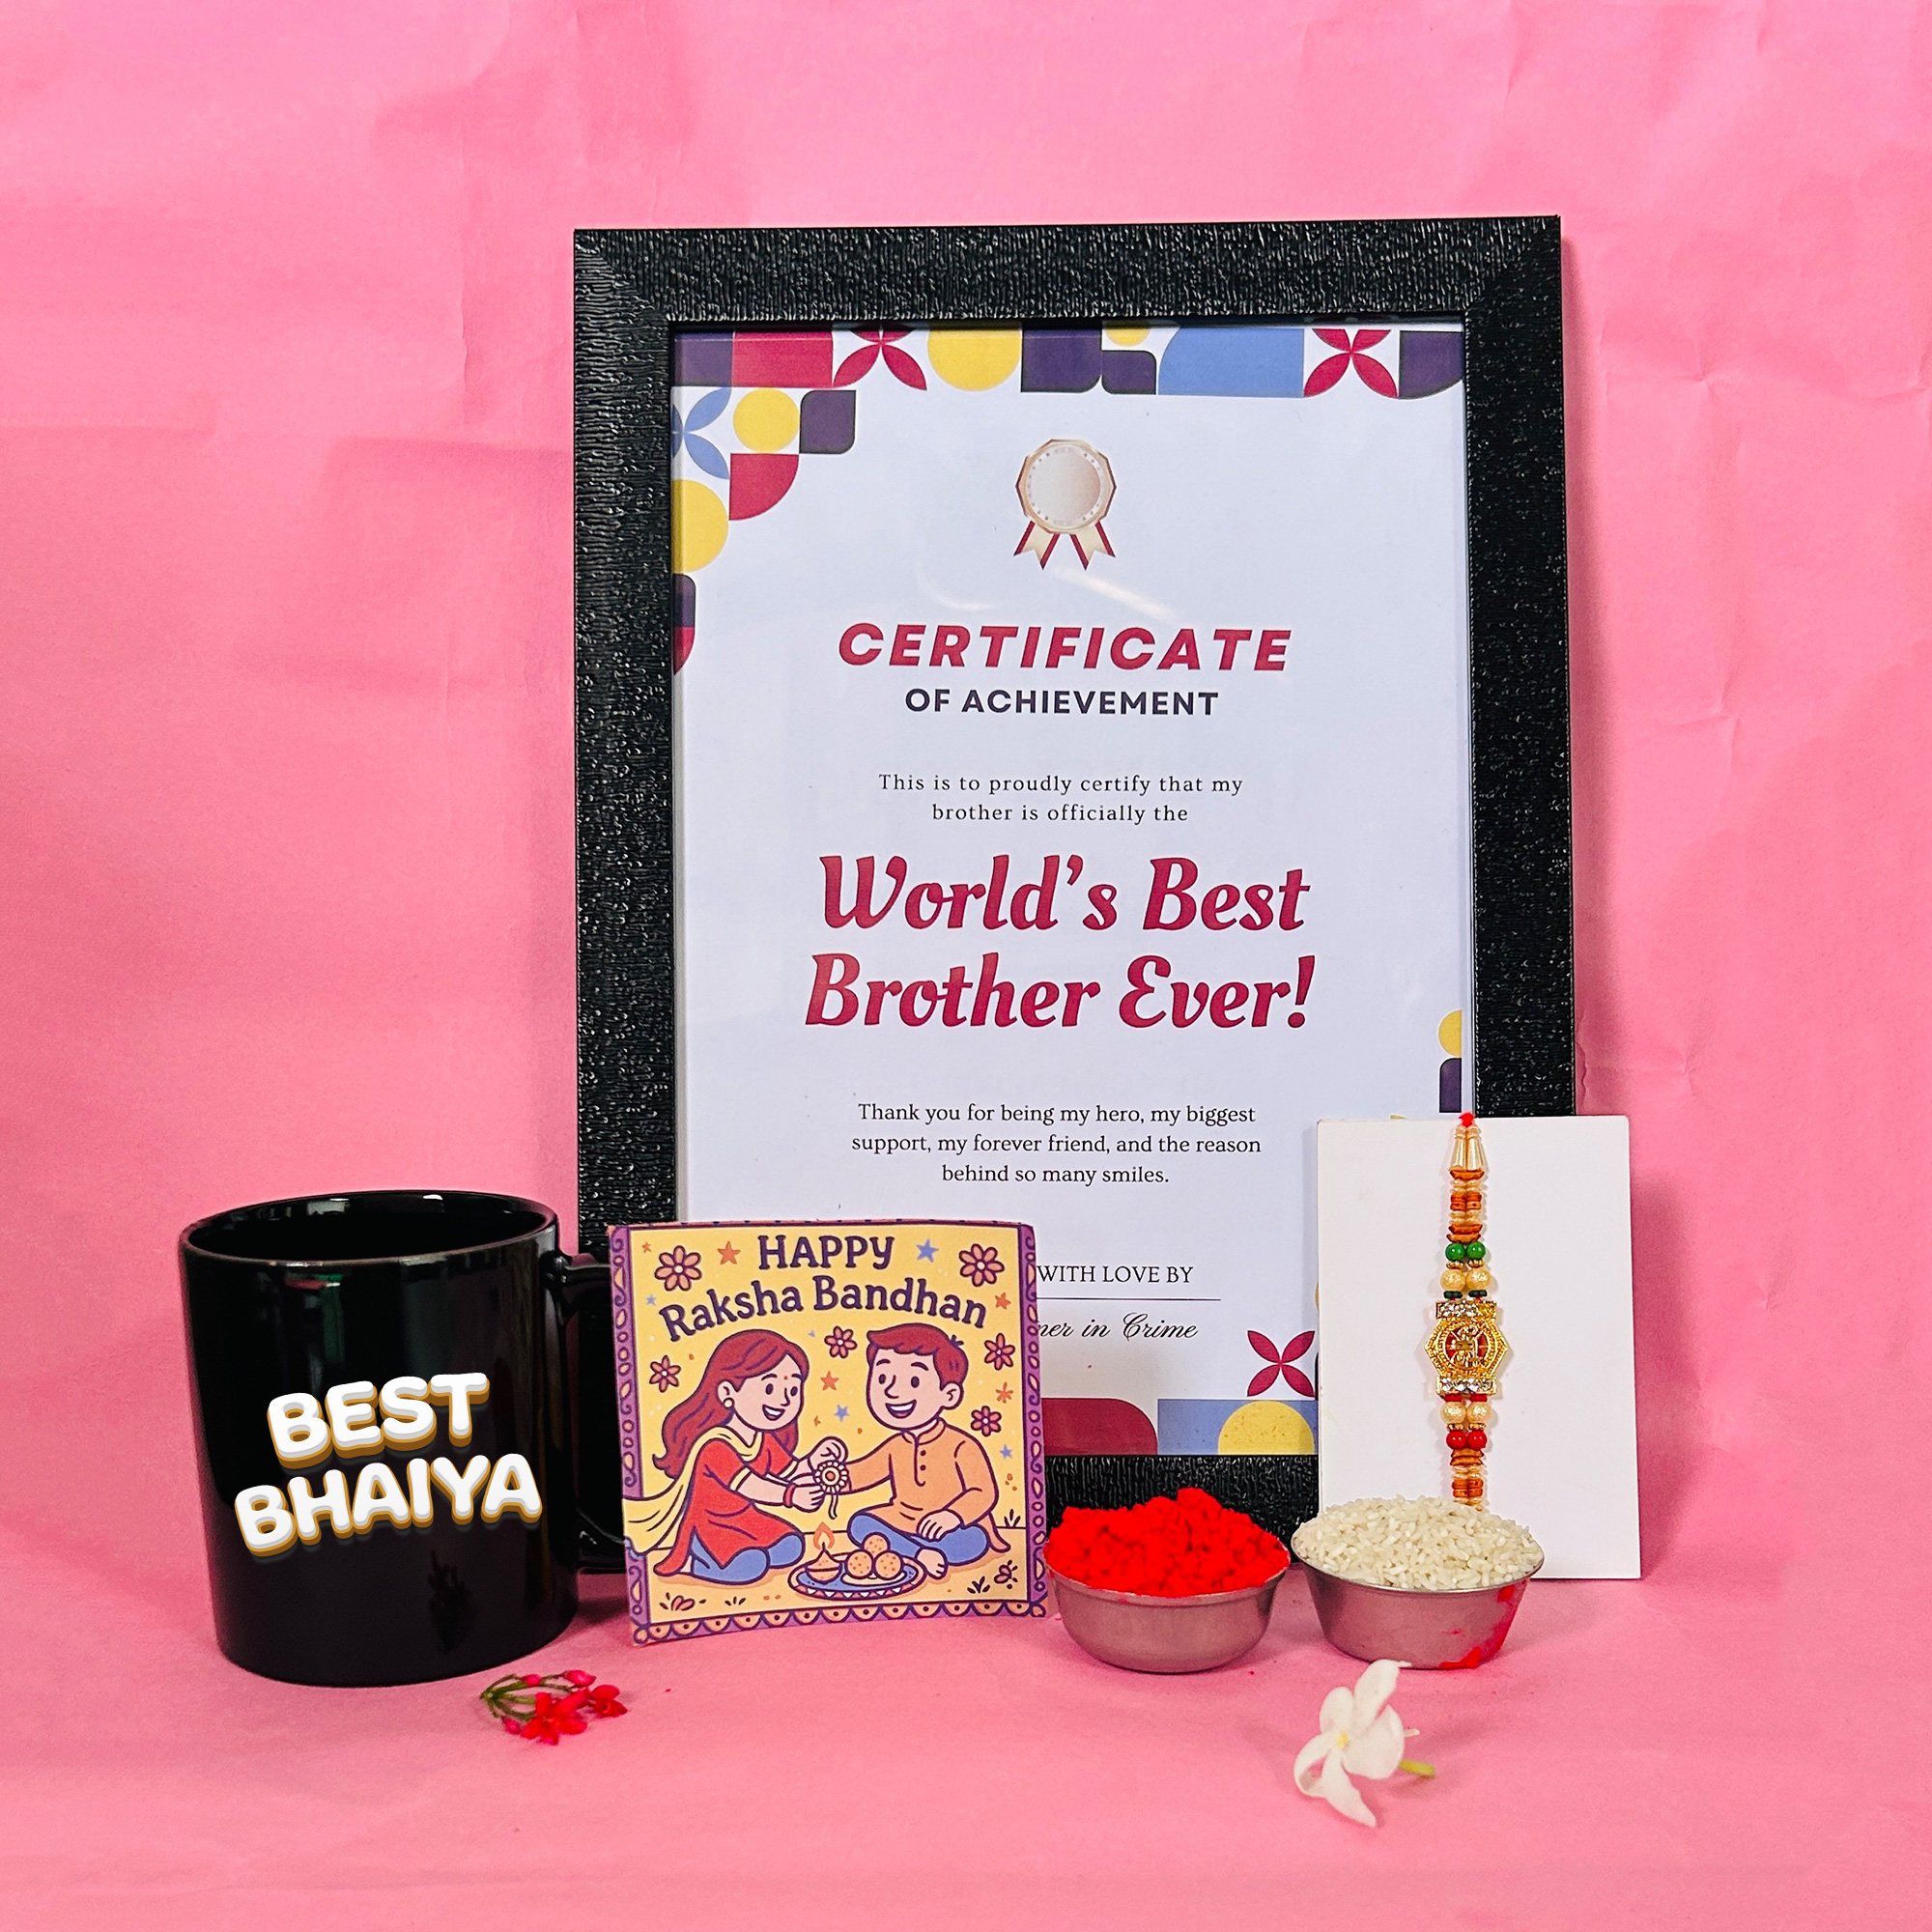 CERTIFICATE
OF ACHIEVEMENT
This is to proudly certify that my
brother is officially the
World's Best
Brother Ever!
Thank you for being my hero, my biggest
support, my forever friend, and the reason
behind so many smiles.
WITH LOVE BY
in Crime
BEST
BHAIYA
HAPPY
Raksha Bandhan